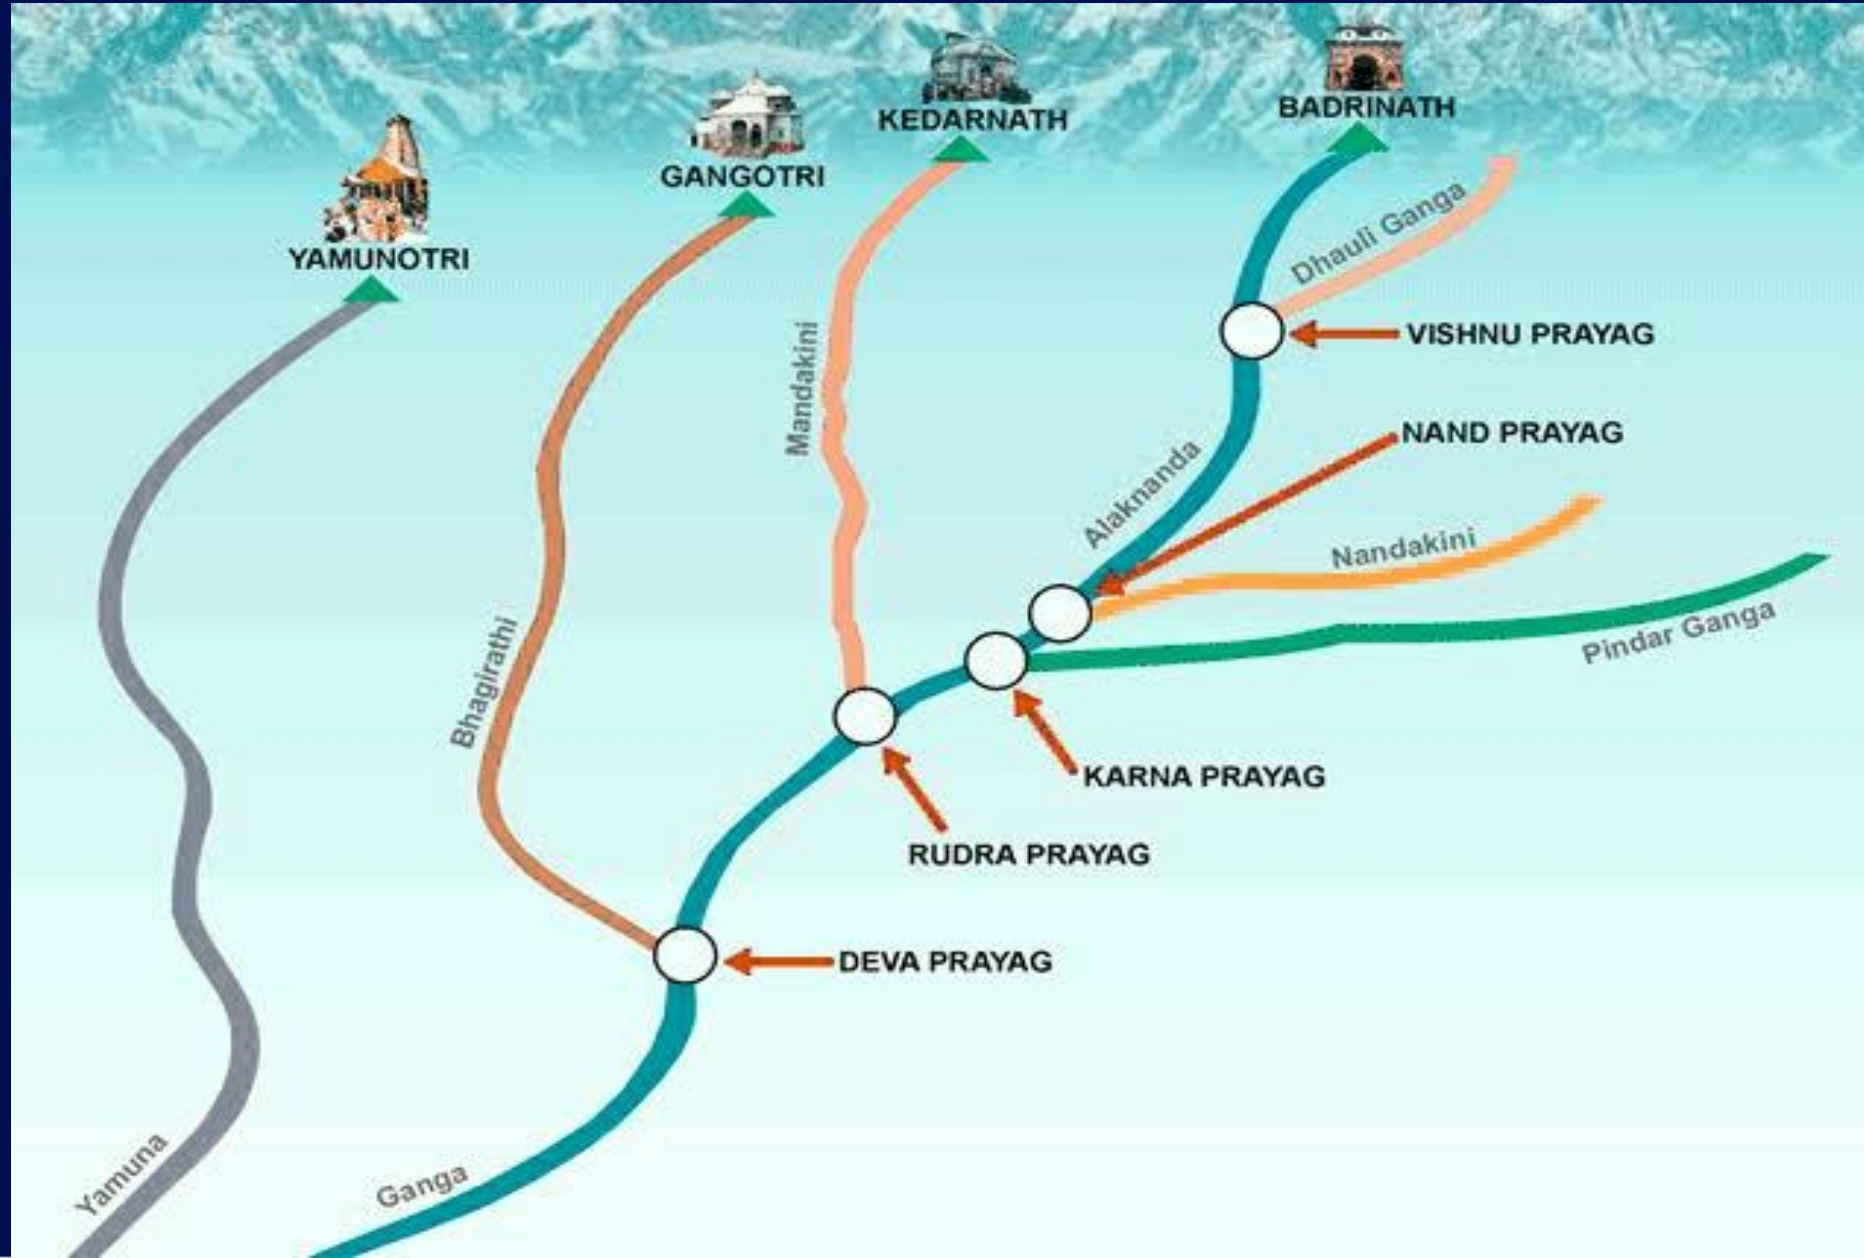 BADRINATH
KEDARNATH
GANGOTRI
YAMUNOTRI
Dhauli Ganga
VISHNU PRAYAG
Mandakini
NAND PRAYAG
Alaknanda
Nandakini
Pindar Ganga
Bhagirathi
KARNA PRAYAG
RUDRA PRAYAG
DEVA PRAYAG
Yamuna
Ganga